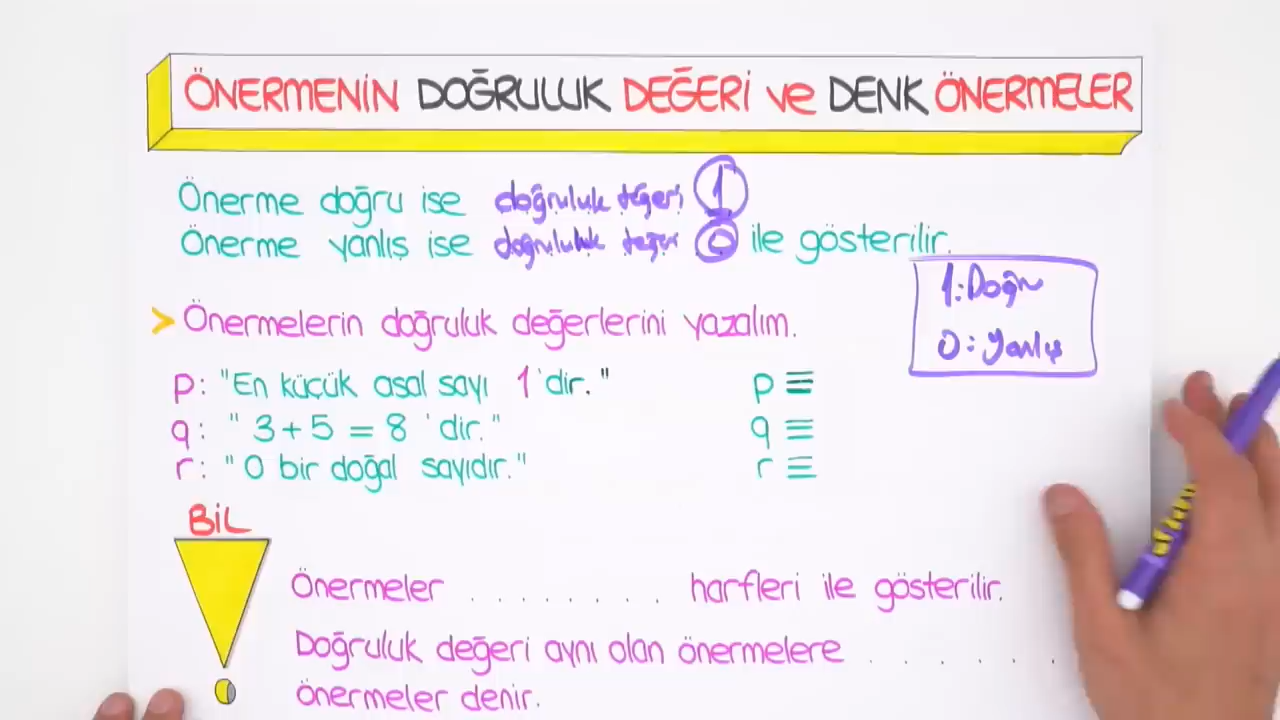 ÖNERMENİN DOĞRULUK DEĞERİ ve DENK ÖNERMELER
Önerme doğru ise doğruluk değeri 1
Önerme yanlış ise doğruluk değer 0 ile gösterilir.
1: Doğru
0: Yanlış
> Önermelerin doğruluk değerlerini yazalım.
p: "En küçük asal sayı 1'dir." p ≡
q: "3+5 = 8 'dir." q ≡
r: "0 bir doğal sayıdır." r ≡
BİL
Önermeler ........ harfleri ile gösterilir.
Doğruluk değeri aynı olan önermelere .....
önermeler denir.